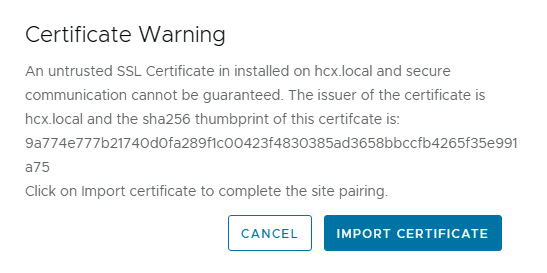 Certificate Warning
An untrusted SSL Certificate in installed on hcx.local and secure
communication cannot be guaranteed. The issuer of the certificate is
hcx.local and the sha256 thumbprint of this certifcate is:
9a774e777b21740d0fa289f1c00423f4830385ad3658bbccfb4265f35e991
a75
Click on Import certificate to complete the site pairing.
CANCEL IMPORT CERTIFICATE